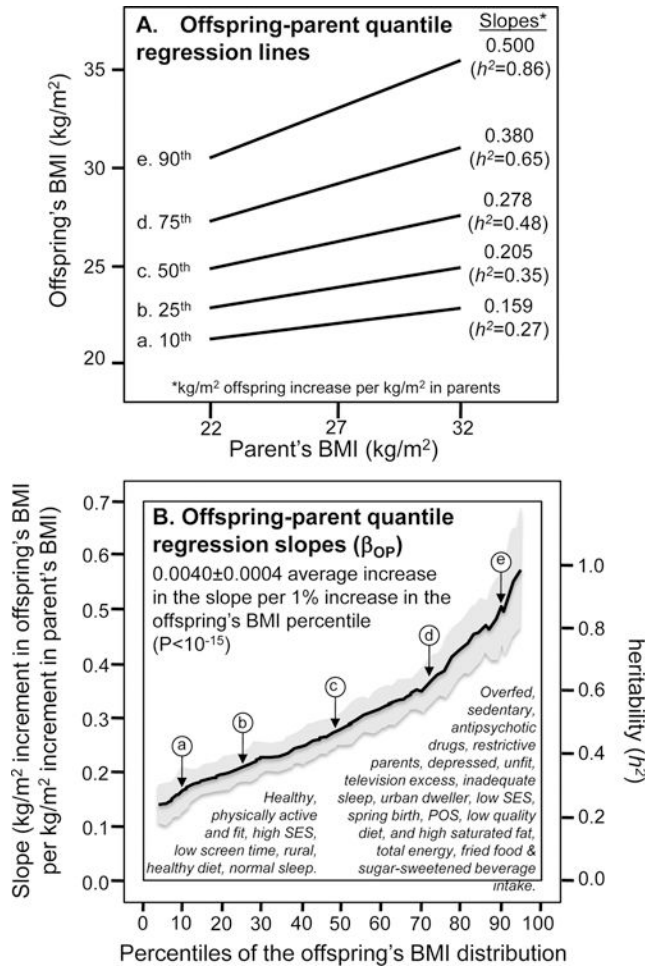 A. Offspring-parent quantile
regression lines
Slopes*
0.500
(h²=0.86)
0.380
(h²=0.65)
0.278
(h²=0.48)
0.205
(h²=0.35)
0.159
(h²=0.27)
Offspring's BMI (kg/m²)
35
30
25
20
e. 90th
d. 75th
c. 50th
b. 25th
a. 10th
*kg/m² offspring increase per kg/m² in parents
22
27
32
Parent's BMI (kg/m²)
B. Offspring-parent quantile
regression slopes (βOP)
0.0040±0.0004 average increase
in the slope per 1% increase in the
offspring's BMI percentile
(P<10⁻¹⁵)
Slope (kg/m² increment in offspring's BMI
per kg/m² increment in parent's BMI)
0.7
0.6
0.5
0.4
0.3
0.2
0.1
0.0
a
b
c
d
e
Healthy,
physically active
and fit, high SES,
low screen time, rural,
healthy diet, normal sleep.
Overfed,
sedentary,
antipsychotic
drugs, restrictive
parents, depressed, unfit,
television excess, inadequate
sleep, urban dweller, low SES,
spring birth, POS, low quality
diet, and high saturated fat,
total energy, fried food &
sugar-sweetened beverage
intake.
1.0
0.8
0.6
0.4
0.2
0.0
heritability (h²)
0
10
20
30
40
50
60
70
80
90
100
Percentiles of the offspring's BMI distribution